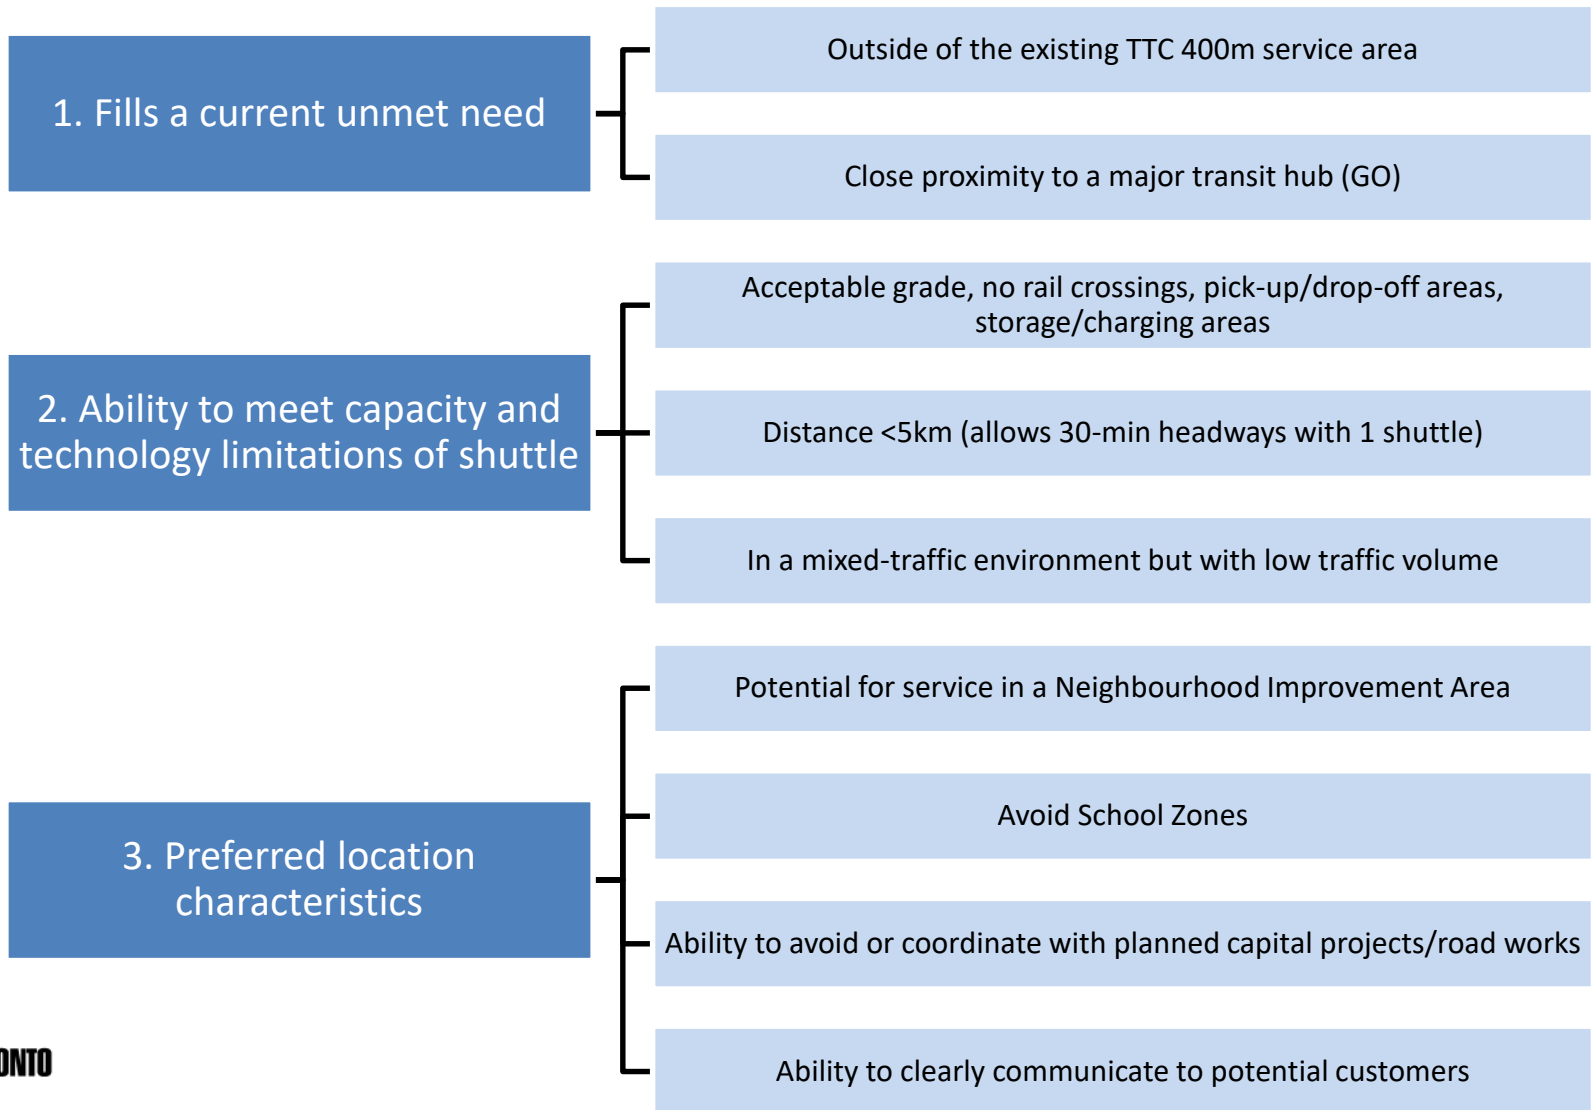 1. Fills a current unmet need
Outside of the existing TTC 400m service area
Close proximity to a major transit hub (GO)
2. Ability to meet capacity and
technology limitations of shuttle
Acceptable grade, no rail crossings, pick-up/drop-off areas,
storage/charging areas
Distance <5km (allows 30-min headways with 1 shuttle)
In a mixed-traffic environment but with low traffic volume
3. Preferred location
characteristics
Potential for service in a Neighbourhood Improvement Area
Avoid School Zones
Ability to avoid or coordinate with planned capital projects/road works
Ability to clearly communicate to potential customers
ONTO